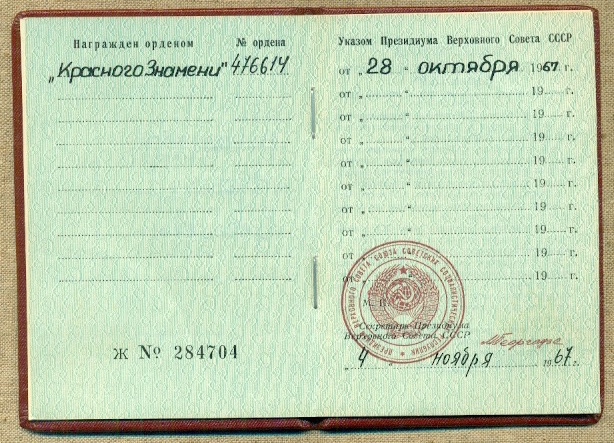 Награжден орденом № ордена
„Красного Знамени" 476614
Ж № 284704
Указом Президиума Верховного Совета СССР
от „ 28 " октября 1967 г.
от „ " 19 г.
от „ " 19 г.
от „ " 19 г.
от „ " 19 г.
от „ " 19 г.
от „ " 19 г.
от „ " 19 г.
от „ " 19 г.
от „ " 19 г.
М. П.
Секретарь Президиума
Верховного Совета СССР
„ 4 " ноября 1967 г.